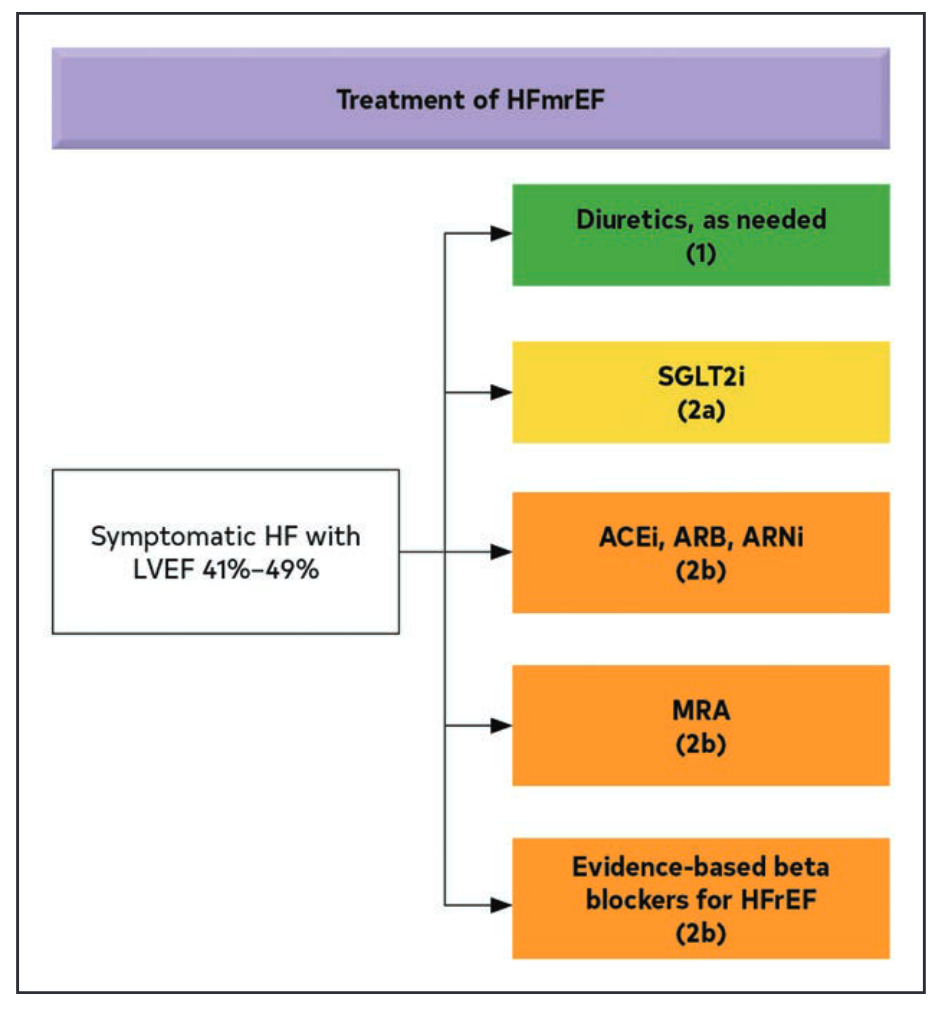 Treatment of HFmrEF
Diuretics, as needed
(1)
SGLT2i
(2a)
Symptomatic HF with
LVEF 41%–49%
ACEi, ARB, ARNi
(2b)
MRA
(2b)
Evidence-based beta
blockers for HFrEF
(2b)